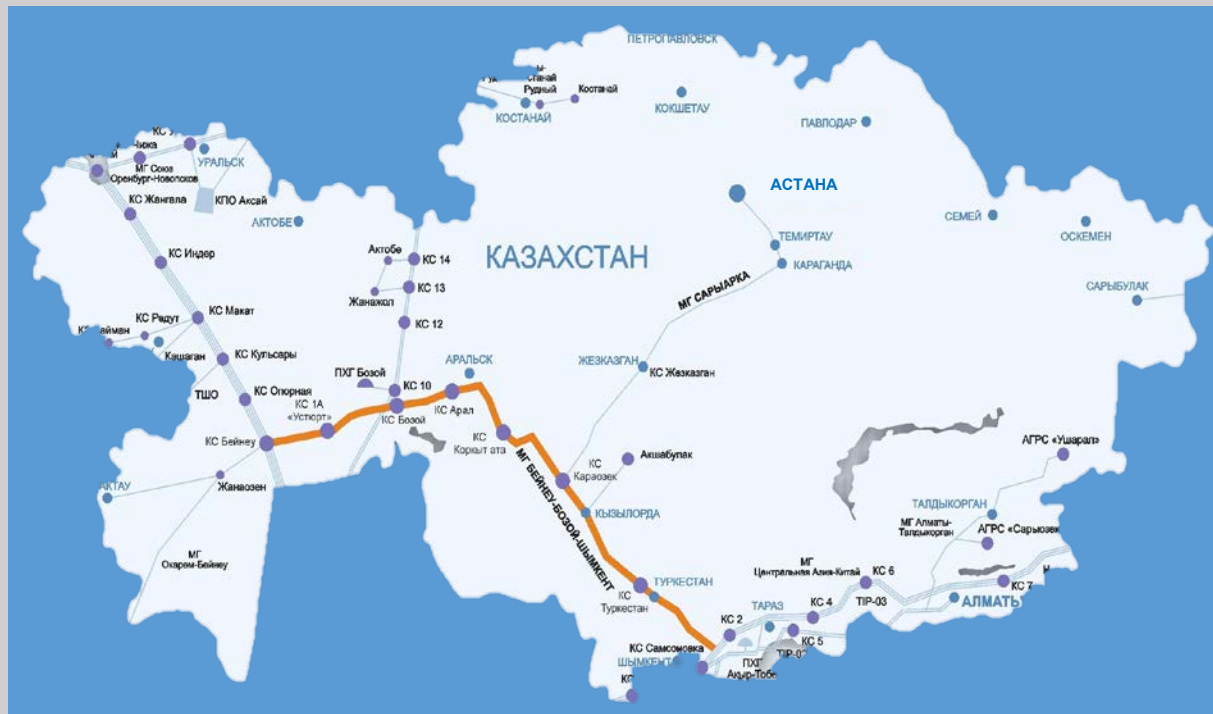 ПЕТРОПАВЛОВСК
Рудный
Костанай
КОСТАНАЙ
КОКШЕТАУ
ПАВЛОДАР
МГ Союз
Оренбург-Новопсков
УРАЛЬСК
КС Жангала
КПО Аксай
АКТОБЕ
АСТАНА
СЕМЕЙ
ОСКЕМЕН
КС Индер
Актобе
КС 14
КАЗАХСТАН
ТЕМИРТАУ
КАРАГАНДА
САРЫБУЛАК
КС 13
Жанажол
МГ САРЫАРКА
КС Макат
КС Редут
КС 12
Кашаган
КС Кульсары
АРАЛЬСК
ЖЕЗКАЗГАН
КС Жезказган
ТШО
ПХГ Бозой
КС 10
КС Опорная
КС 1А
«Устюрт»
КС Бозой
КС Арал
КС Бейнеу
КС
Коркыт ата
АГРС «Ушарал»
КС
Караозек
Акшабулак
Жанаозен
МГ БЕЙНЕУ-БОЗОЙ-ШЫМКЕНТ
КЫЗЫЛОРДА
ТАЛДЫКОРГАН
МГ Алматы-
Талдыкорган
МГ
Окарем-Бейнеу
МГ
Центральная Азия-Китай
КС 6
ТУРКЕСТАН
КС
Туркестан
КС 7
TIP-03
АЛМАТЫ
ТАРАЗ
КС 4
КС 2
КС 5
КС Самсоновка
ШЫМКЕНТ
ПХГ
Акыр-Тобе
КС